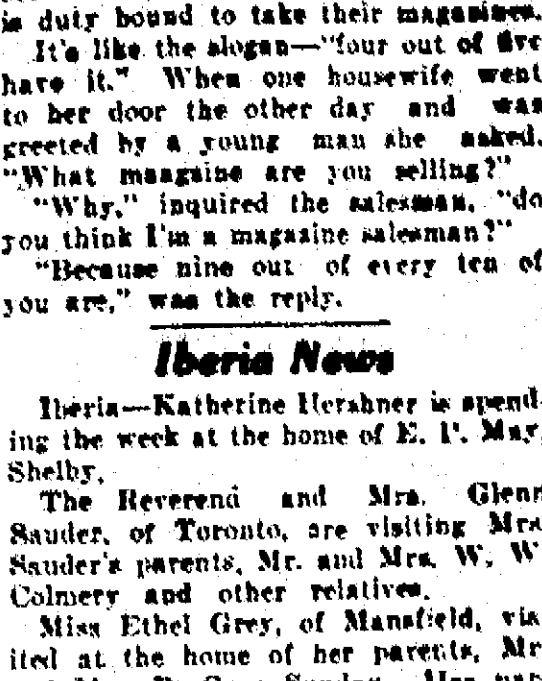 is duty bound to take their magasines.
It's like the slogan—"four out of five
have it." When one housewife went
to her door the other day and was
greeted by a young man she asked,
"What maagsine are you selling?"
"Why," inquired the salesman, "do
you think I'm a magazine salesman?"
"Because nine out of every ten of
you are," was the reply.
Iberia News
Iberia—Katherine Hershner is spend-
ing the week at the home of E. P. May,
Shelby.
The Reverend and Mrs. Glenn
Sauder, of Toronto, are visiting Mrs.
Sauder's parents, Mr. and Mrs. W. W
Colmery and other relatives.
Miss Ethel Grey, of Mansfield, vis
ited at the home of her parents, Mr